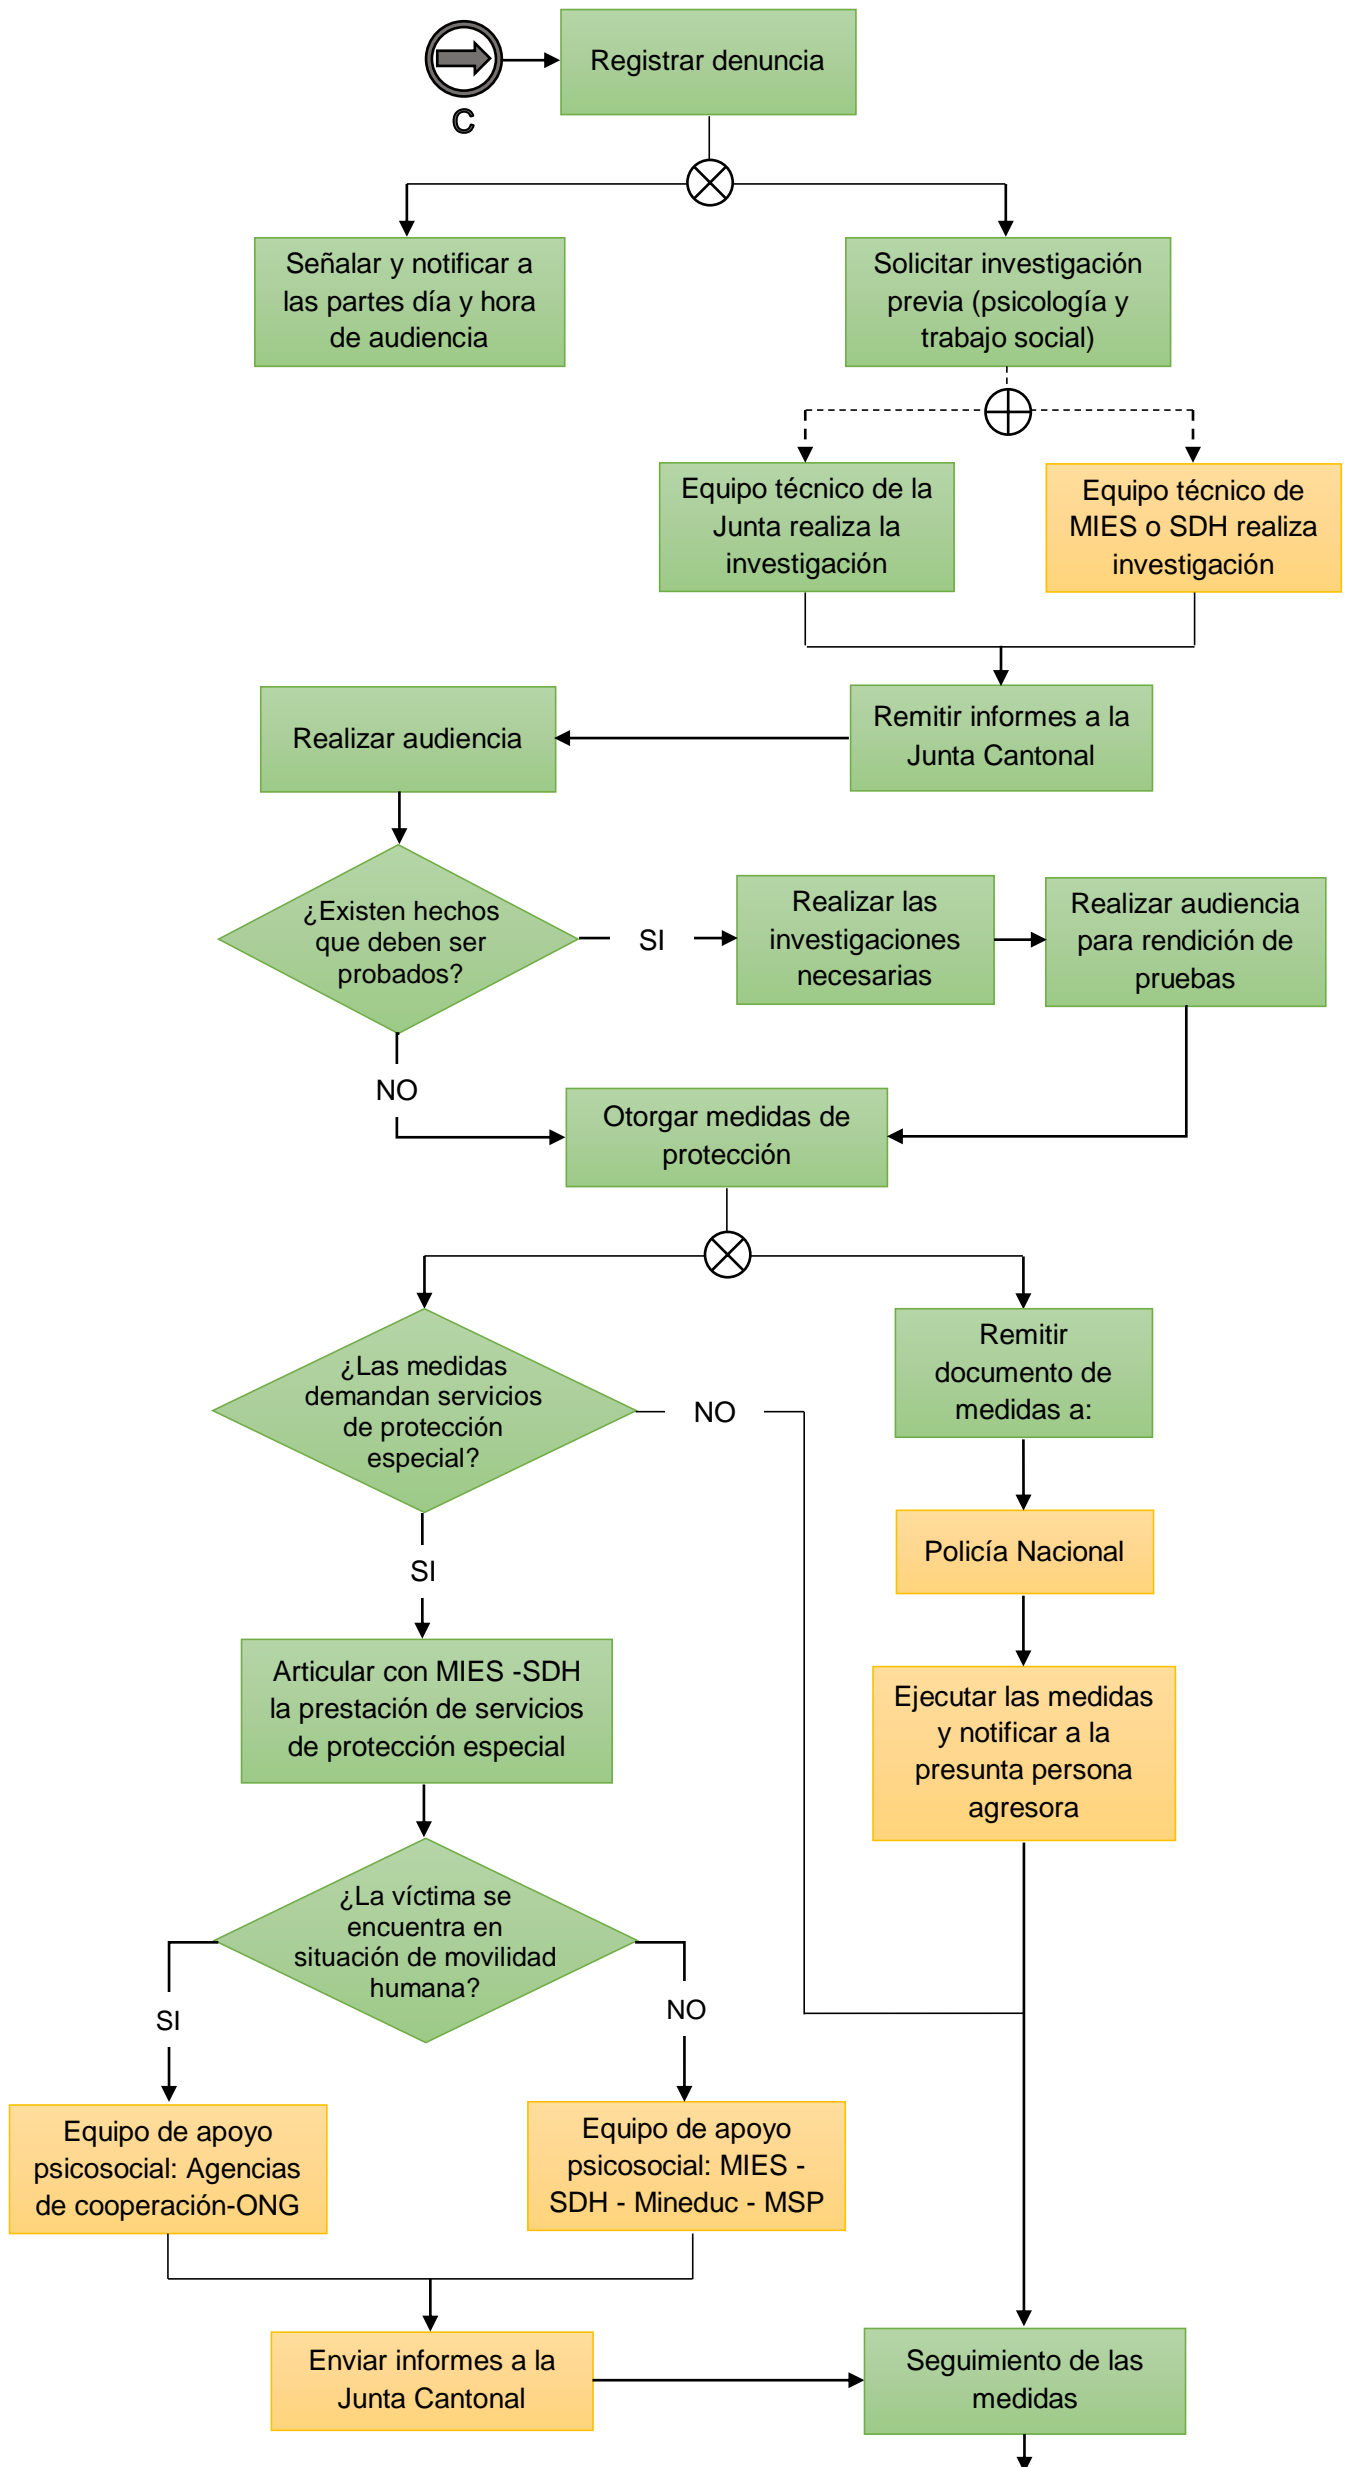 Registrar denuncia
C
Señalar y notificar a
las partes día y hora
de audiencia
Solicitar investigación
previa (psicología y
trabajo social)
Equipo técnico de la
Junta realiza la
investigación
Equipo técnico de
MIES o SDH realiza
investigación
Realizar audiencia
Remitir informes a la
Junta Cantonal
¿Existen hechos
que deben ser
probados?
SI
Realizar las
investigaciones
necesarias
Realizar audiencia
para rendición de
pruebas
NO
Otorgar medidas de
protección
¿Las medidas
demandan servicios
de protección
especial?
NO
Remitir
documento de
medidas a:
Policía Nacional
SI
Articular con MIES -SDH
la prestación de servicios
de protección especial
Ejecutar las medidas
y notificar a la
presunta persona
agresora
¿La víctima se
encuentra en
situación de movilidad
humana?
SI
NO
Equipo de apoyo
psicosocial: Agencias
de cooperación-ONG
Equipo de apoyo
psicosocial: MIES -
SDH - Mineduc - MSP
Enviar informes a la
Junta Cantonal
Seguimiento de las
medidas